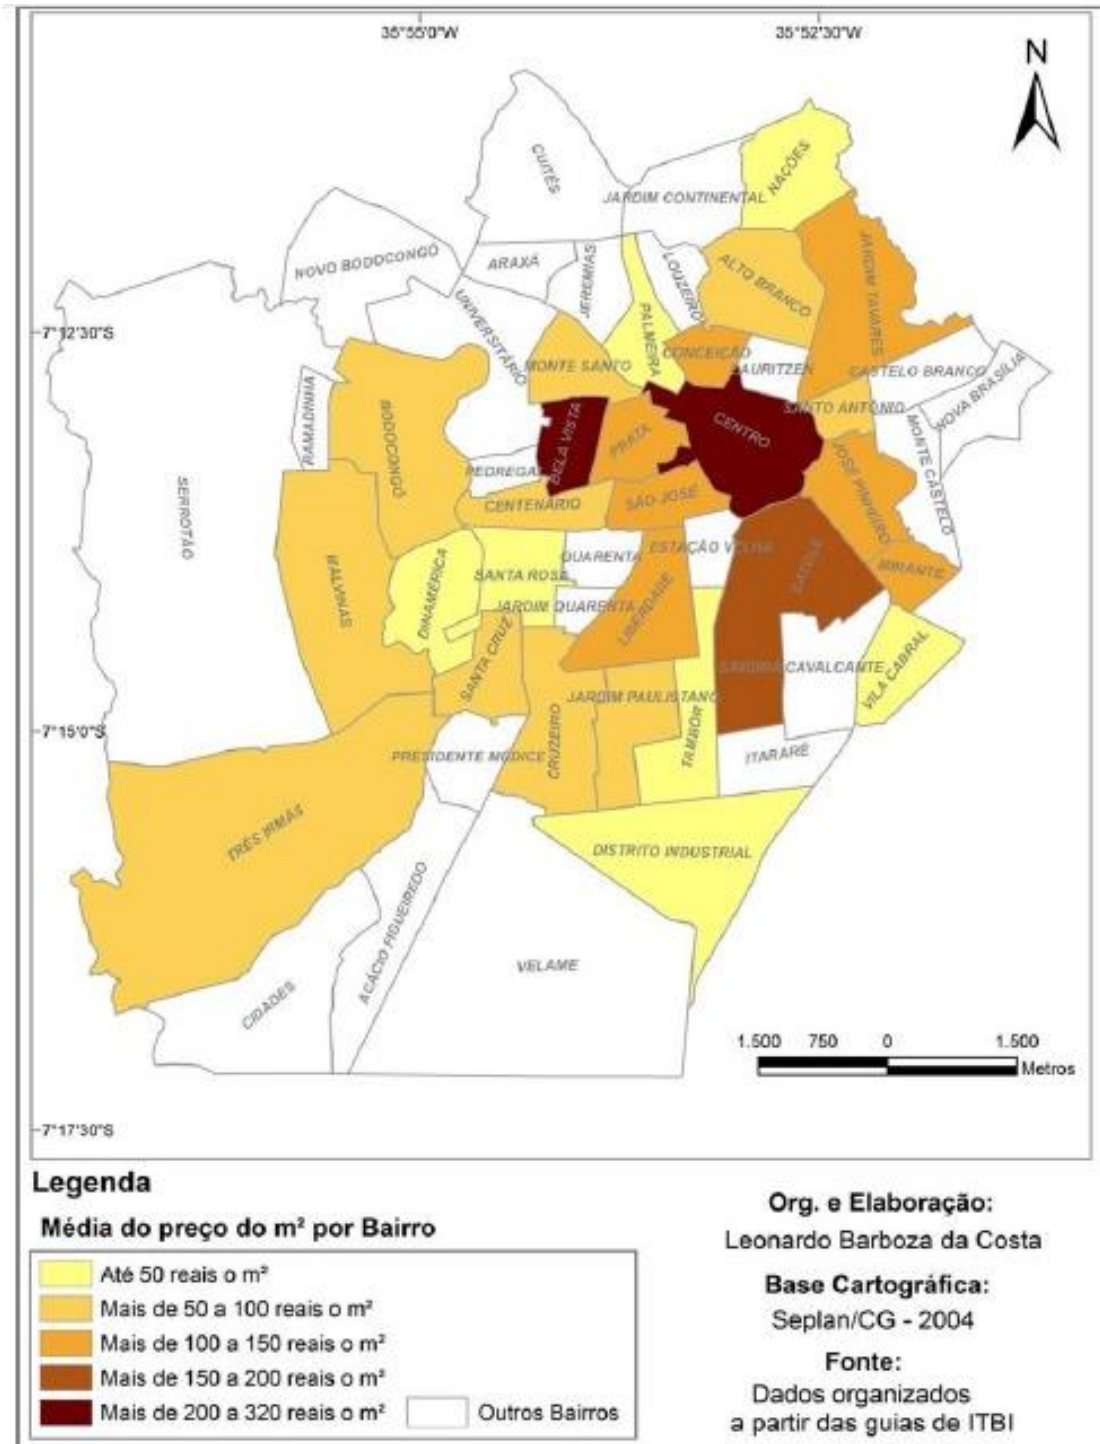 35°55'0"W
35°52'30"W
N
CUITÉS
NAÇÕES
JARDIM CONTINENTAL
NOVO BODOCONGÓ
ARAXÁ
JEREMIAS
LOUZEIRO
ALTO BRANCO
JARDIM TAVARES
UNIVERSITÁRIO
PALMEIRA
7°12'30"S
MONTE SANTO
CONCEIÇÃO
LAURITZEN
CASTELO BRANCO
NOVA BRASÍLIA
RAMADINHA
BODOCONGÓ
BELA VISTA
PRATA
CENTRO
SANTO ANTÔNIO
MONTE CASTELO
SERROTÃO
PEDREGAL
CENTENÁRIO
SÃO JOSÉ
JOSÉ PINHEIRO
MALVINAS
DINAMÉRICA
SANTA ROSA
QUARENTA
ESTAÇÃO VELHA
CATOLÉ
MIRANTE
JARDIM QUARENTA
LIBERDADE
SANTA CRUZ
SANDRA CAVALCANTE
VILA CABRAL
JARDIM PAULISTANO
7°15'0"S
PRESIDENTE MÉDICE
CRUZEIRO
TAMBOR
ITARARÉ
TRÊS IRMÃS
DISTRITO INDUSTRIAL
ACÁCIO FIGUEIREDO
VELAME
CIDADES
1.500 750 0 1.500
Metros
7°17'30"S
Legenda
Média do preço do m² por Bairro
Até 50 reais o m²
Mais de 50 a 100 reais o m²
Mais de 100 a 150 reais o m²
Mais de 150 a 200 reais o m²
Mais de 200 a 320 reais o m²
Outros Bairros
Org. e Elaboração:
Leonardo Barboza da Costa
Base Cartográfica:
Seplan/CG - 2004
Fonte:
Dados organizados
a partir das guias de ITBI